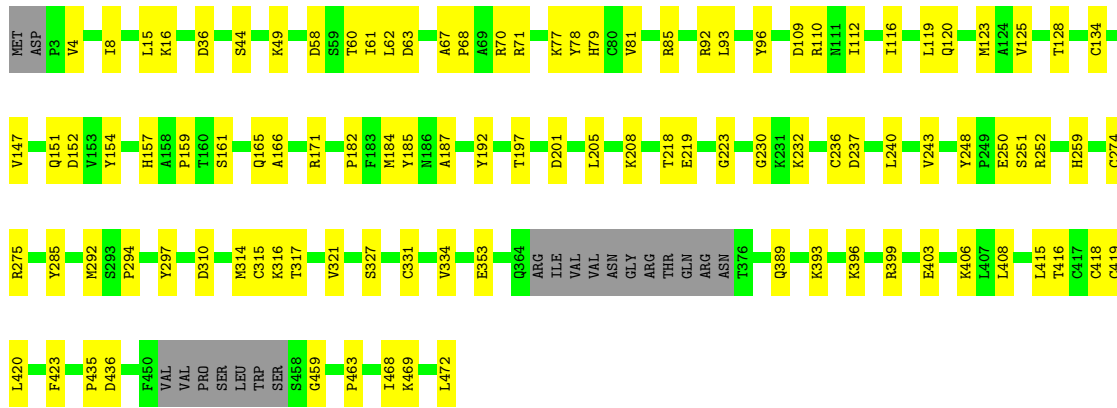 MET ASP P3 V4 I8 L15 K16 D36 S44 K49 D58 S59 T60 I61 L62 D63 A67 P68 A69 R70 R71 K77 Y78 H79 C80 V81 R85 R92 L93 Y96 D109 R110 N111 I112 I116 L119 Q120 M123 A124 V125 T128 C134
V147 Q151 D152 V153 Y154 H157 A158 P159 T160 S161 Q165 A166 R171 P182 F183 M184 Y185 N186 A187 Y192 T197 D201 L205 K208 T218 E219 G223 G230 K231 K232 C236 D237 L240 V243 Y248 P249 E250 S251 R252 H259 C274
R275 Y285 M292 S293 P294 Y297 D310 M314 C315 K316 T317 V321 S327 C331 V334 E353 Q364 ARG ILE VAL VAL ASN GLY ARG THR GLN ARG ASN T376 Q389 K393 K396 R399 E403 K406 L407 L408 L415 T416 C417 C418 C419
L420 F423 P435 D436 F450 VAL VAL PRO SER LEU TRP SER S458 G459 P463 I468 K469 L472